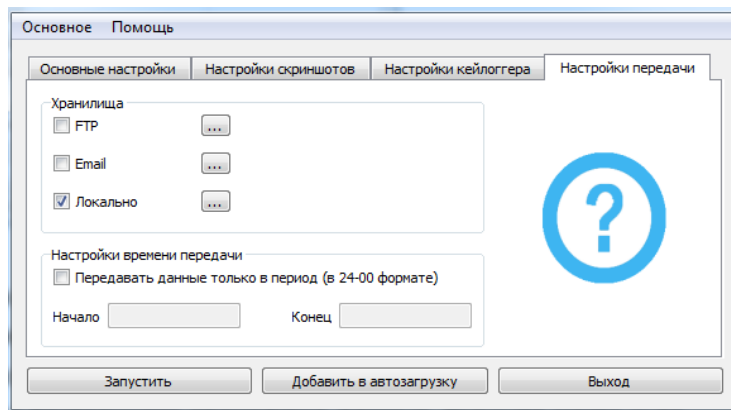 Основное Помощь
Основные настройки Настройки скриншотов Настройки кейлоггера Настройки передачи
Хранилища
FTP ...
Email ...
Локально ...
Настройки времени передачи
Передавать данные только в период (в 24-00 формате)
Начало Конец
Запустить Добавить в автозагрузку Выход